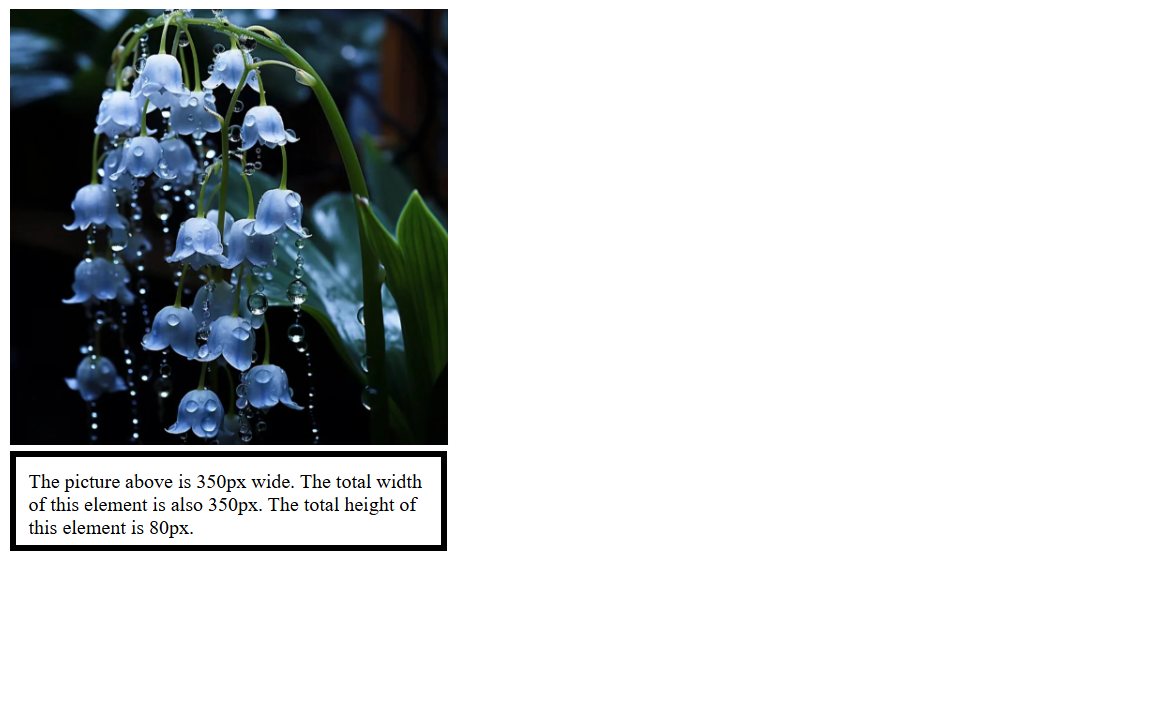 The picture above is 350px wide. The total width
of this element is also 350px. The total height of
this element is 80px.